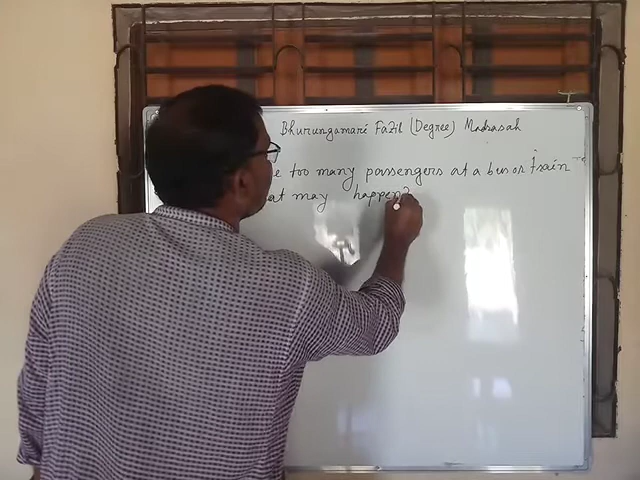 Bhurungamari Fazil (Degree) Madrasah
e too many passengers at a bus or train
at may happen?